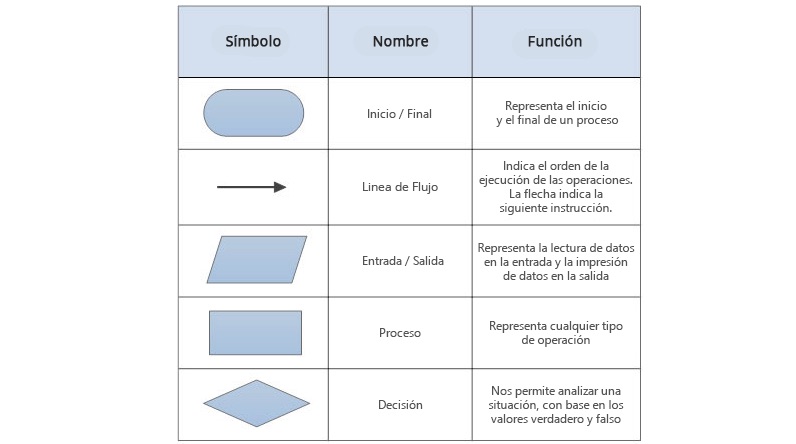 Símbolo
Nombre
Función
Inicio / Final
Representa el inicio
y el final de un proceso
Linea de Flujo
Indica el orden de la
ejecución de las operaciones.
La flecha indica la
siguiente instrucción.
Entrada / Salida
Representa la lectura de datos
en la entrada y la impresión
de datos en la salida
Proceso
Representa cualquier tipo
de operación
Decisión
Nos permite analizar una
situación, con base en los
valores verdadero y falso